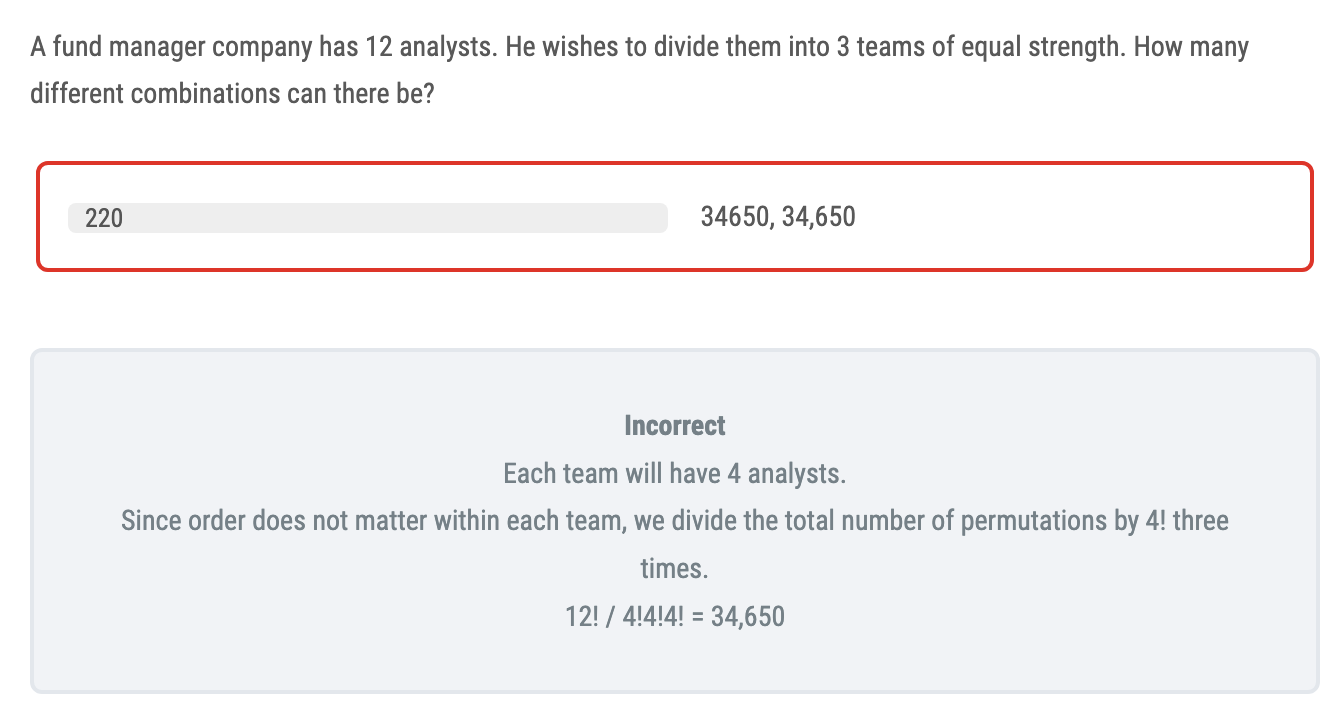 A fund manager company has 12 analysts. He wishes to divide them into 3 teams of equal strength. How many
different combinations can there be?
220
34650, 34,650
Incorrect
Each team will have 4 analysts.
Since order does not matter within each team, we divide the total number of permutations by 4! three
times.
12! / 4!4!4! = 34,650